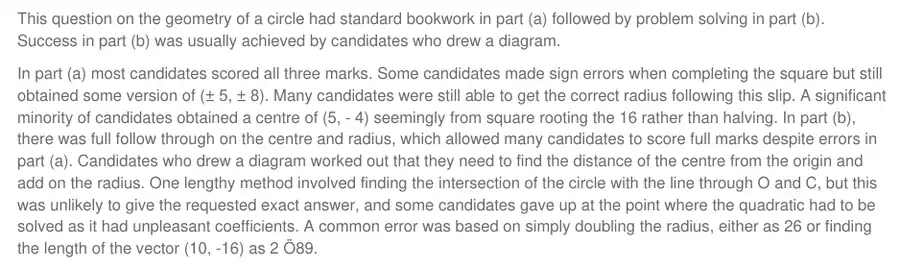 This question on the geometry of a circle had standard bookwork in part (a) followed by problem solving in part (b).
Success in part (b) was usually achieved by candidates who drew a diagram.
In part (a) most candidates scored all three marks. Some candidates made sign errors when completing the square but still
obtained some version of (± 5, ± 8). Many candidates were still able to get the correct radius following this slip. A significant
minority of candidates obtained a centre of (5, - 4) seemingly from square rooting the 16 rather than halving. In part (b),
there was full follow through on the centre and radius, which allowed many candidates to score full marks despite errors in
part (a). Candidates who drew a diagram worked out that they need to find the distance of the centre from the origin and
add on the radius. One lengthy method involved finding the intersection of the circle with the line through O and C, but this
was unlikely to give the requested exact answer, and some candidates gave up at the point where the quadratic had to be
solved as it had unpleasant coefficients. A common error was based on simply doubling the radius, either as 26 or finding
the length of the vector (10, -16) as 2 Ö89.